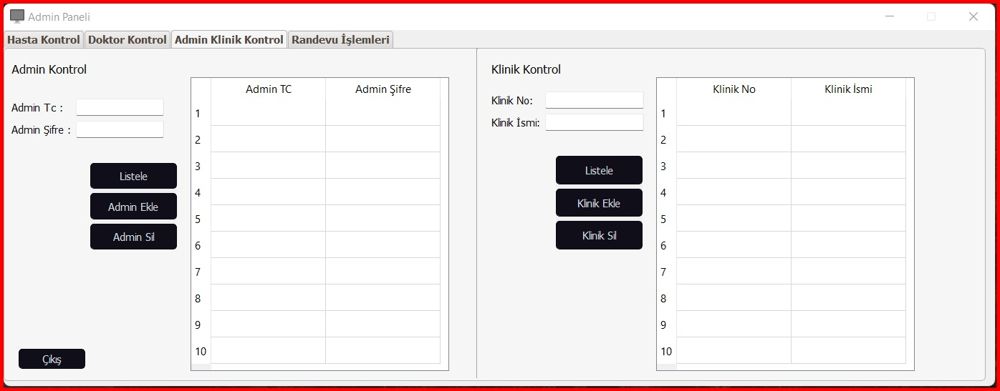 Admin Paneli
Hasta Kontrol Doktor Kontrol Admin Klinik Kontrol Randevu İşlemleri
Admin Kontrol
Admin Tc :
Admin Şifre :
Listele
Admin Ekle
Admin Sil
Çıkış
Admin TC Admin Şifre
1
2
3
4
5
6
7
8
9
10
Klinik Kontrol
Klinik No:
Klinik İsmi:
Listele
Klinik Ekle
Klinik Sil
Klinik No Klinik İsmi
1
2
3
4
5
6
7
8
9
10